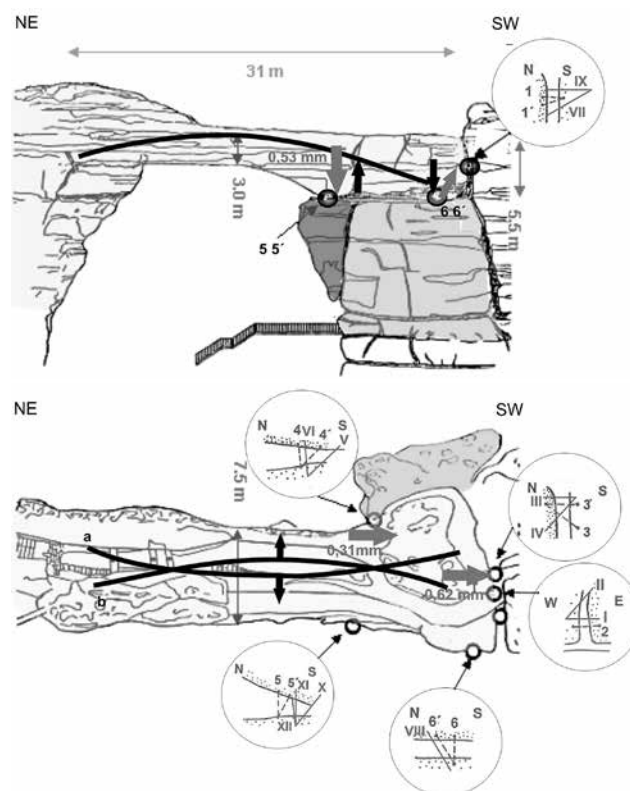 NE
SW
31 m
N S
IX
1
1´
VII
0,53 mm
3.0 m
5 5´
6 6´
5.5 m
NE
SW
N 4 VI 4´ S
V
7.5 m
a
b
0,31mm
0,62 mm
N S
III 3´
IV 3
II
W E
I
2
N 5 5´ XI S
X
XII
N 6´ 6 S
VIII